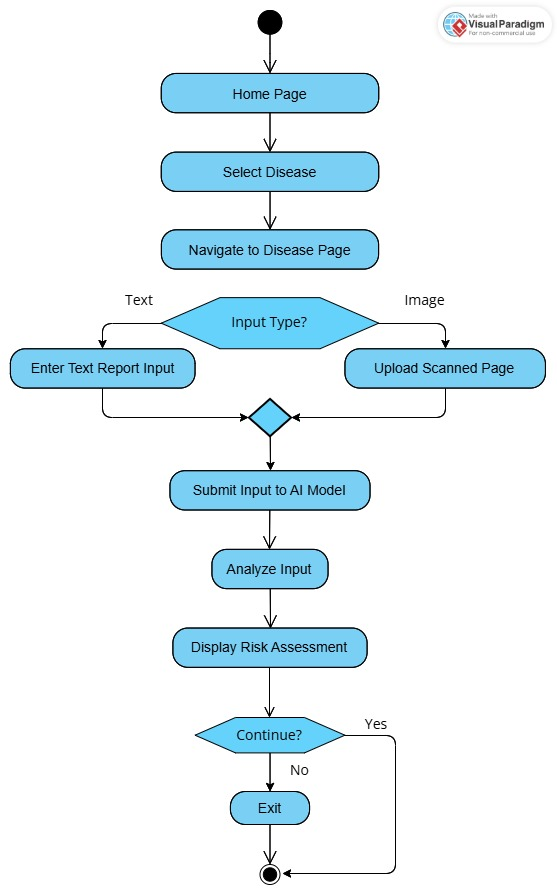 Made with
Visual Paradigm
For non-commercial use
Home Page
Select Disease
Navigate to Disease Page
Text
Image
Input Type?
Enter Text Report Input
Upload Scanned Page
Submit Input to AI Model
Analyze Input
Display Risk Assessment
Yes
Continue?
No
Exit